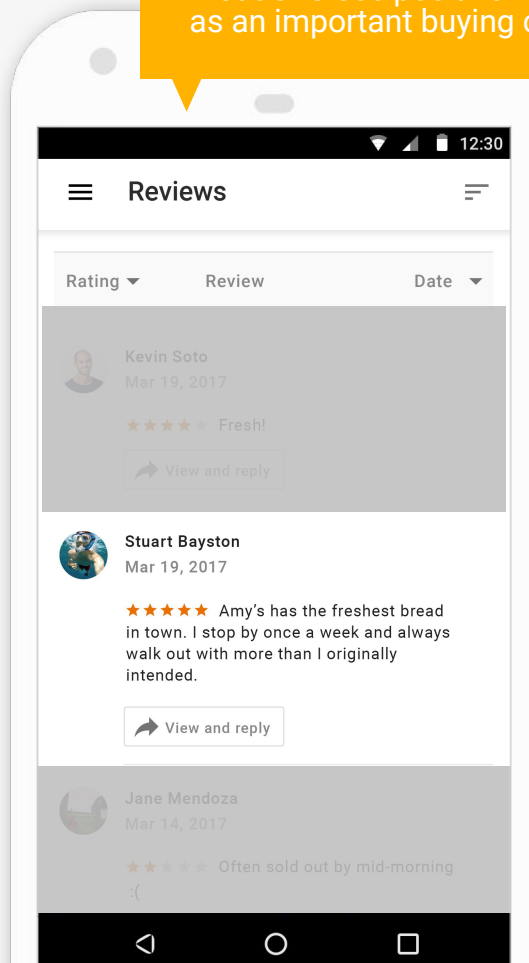 as an important buying
12:30
Reviews
Rating Review Date
Kevin Soto
Mar 19, 2017
Fresh!
View and reply
Stuart Bayston
Mar 19, 2017
Amy’s has the freshest bread
in town. I stop by once a week and always
walk out with more than I originally
intended.
View and reply
Jane Mendoza
Mar 14, 2017
Often sold out by mid-morning
:(